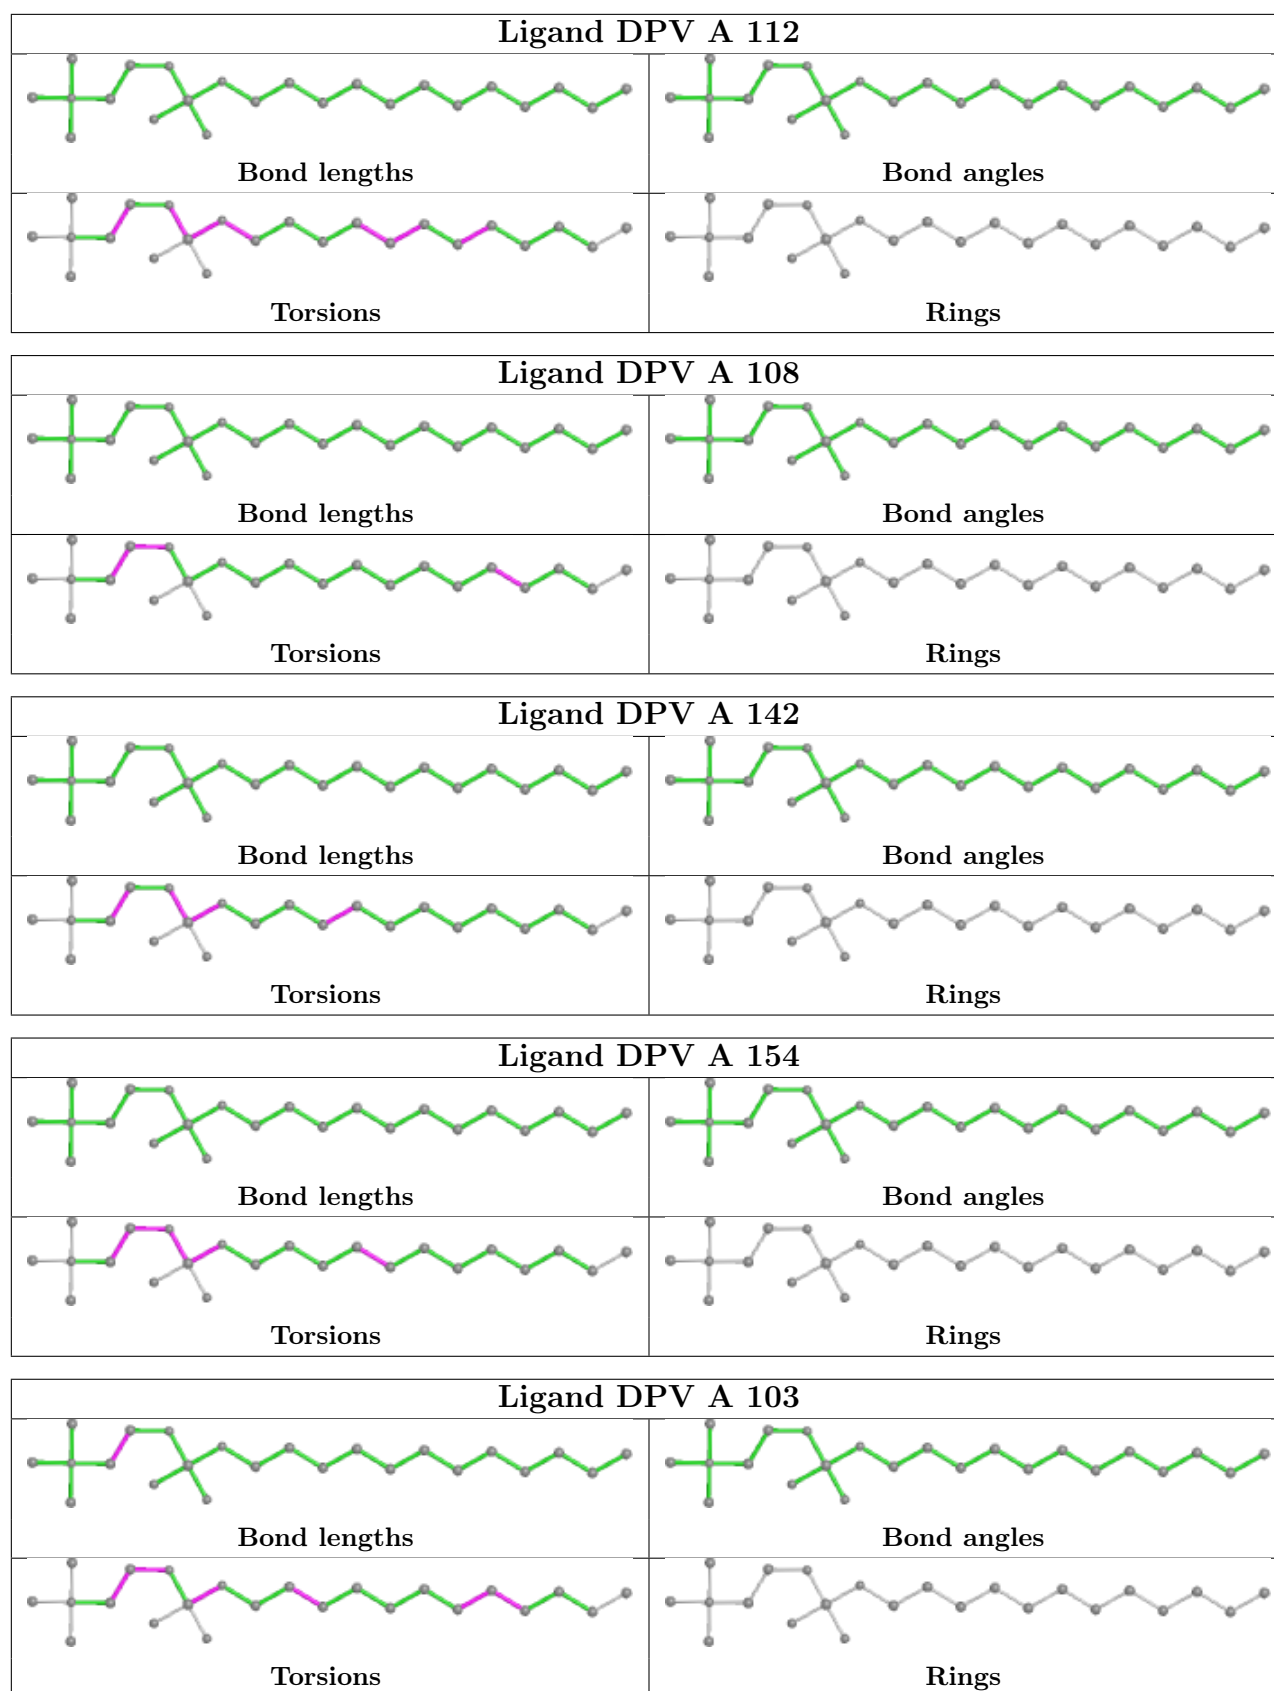 Ligand DPV A 112
Bond lengths
Bond angles
Torsions
Rings
Ligand DPV A 108
Bond lengths
Bond angles
Torsions
Rings
Ligand DPV A 142
Bond lengths
Bond angles
Torsions
Rings
Ligand DPV A 154
Bond lengths
Bond angles
Torsions
Rings
Ligand DPV A 103
Bond lengths
Bond angles
Torsions
Rings